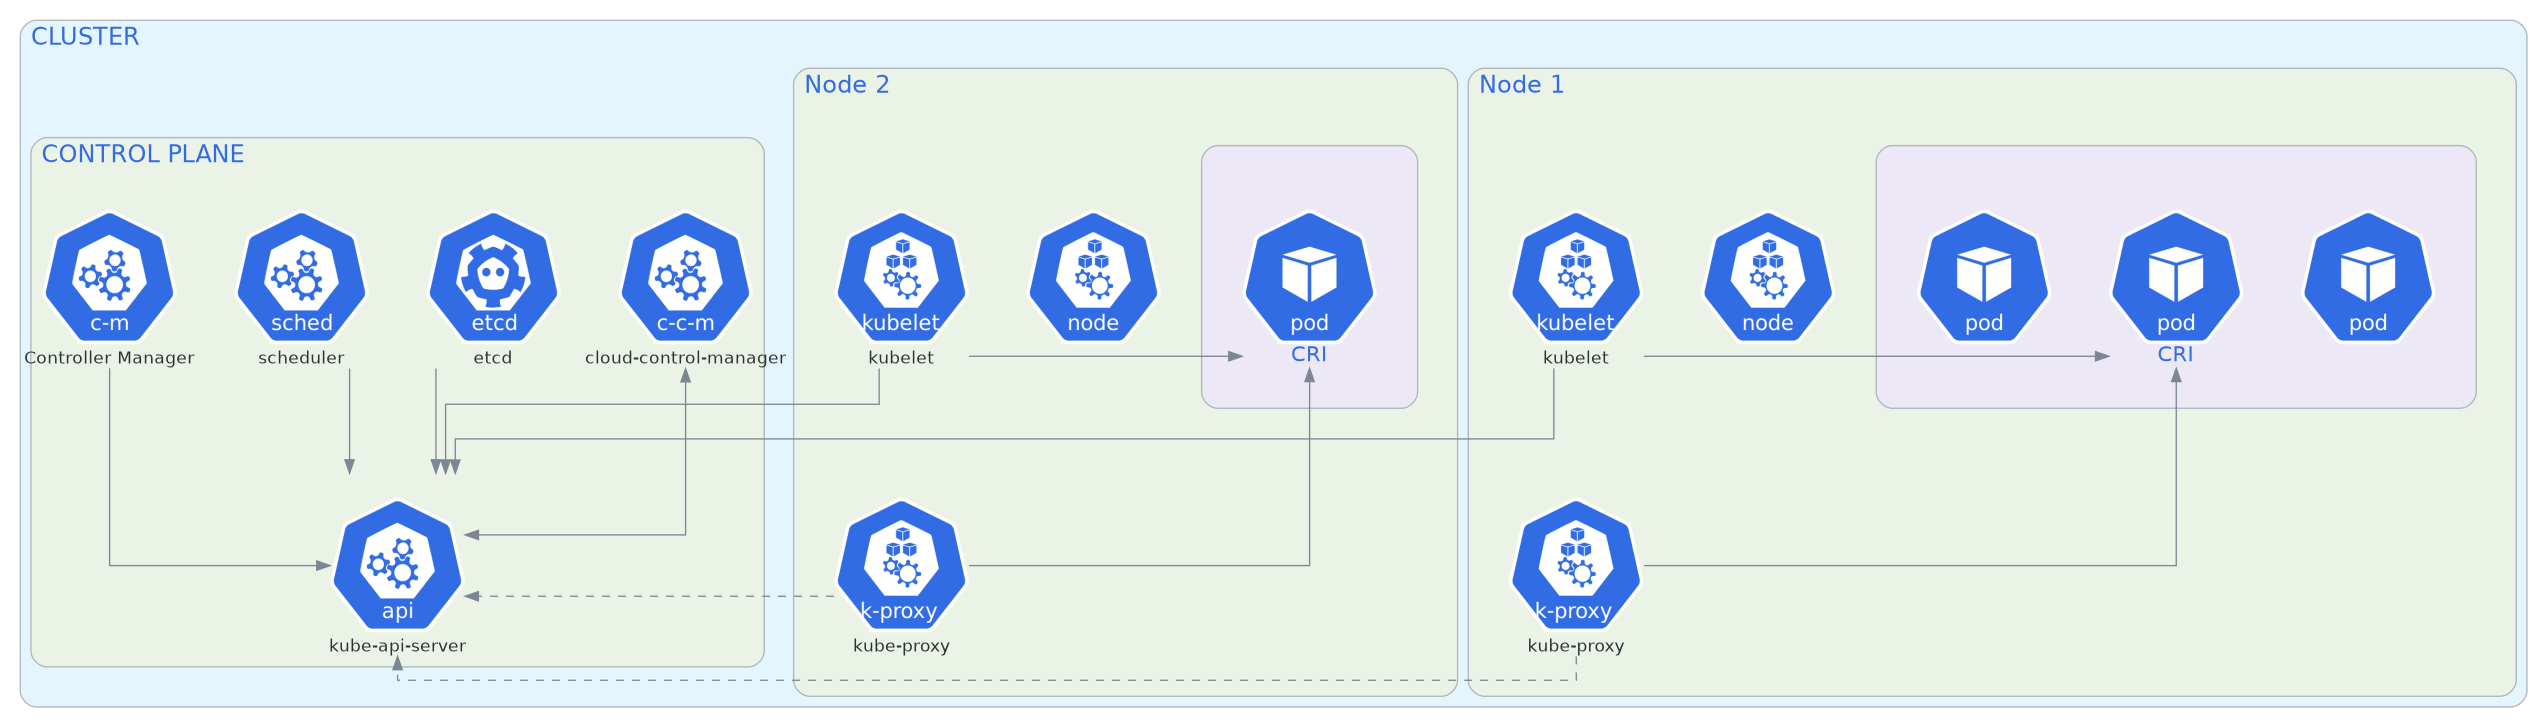 CLUSTER
Node 2
Node 1
CONTROL PLANE
c-m
sched
etcd
c-c-m
kubelet
node
pod
kubelet
node
pod
pod
pod
Controller Manager
scheduler
etcd
cloud-control-manager
kubelet
CRI
kubelet
CRI
api
k-proxy
k-proxy
kube-api-server
kube-proxy
kube-proxy